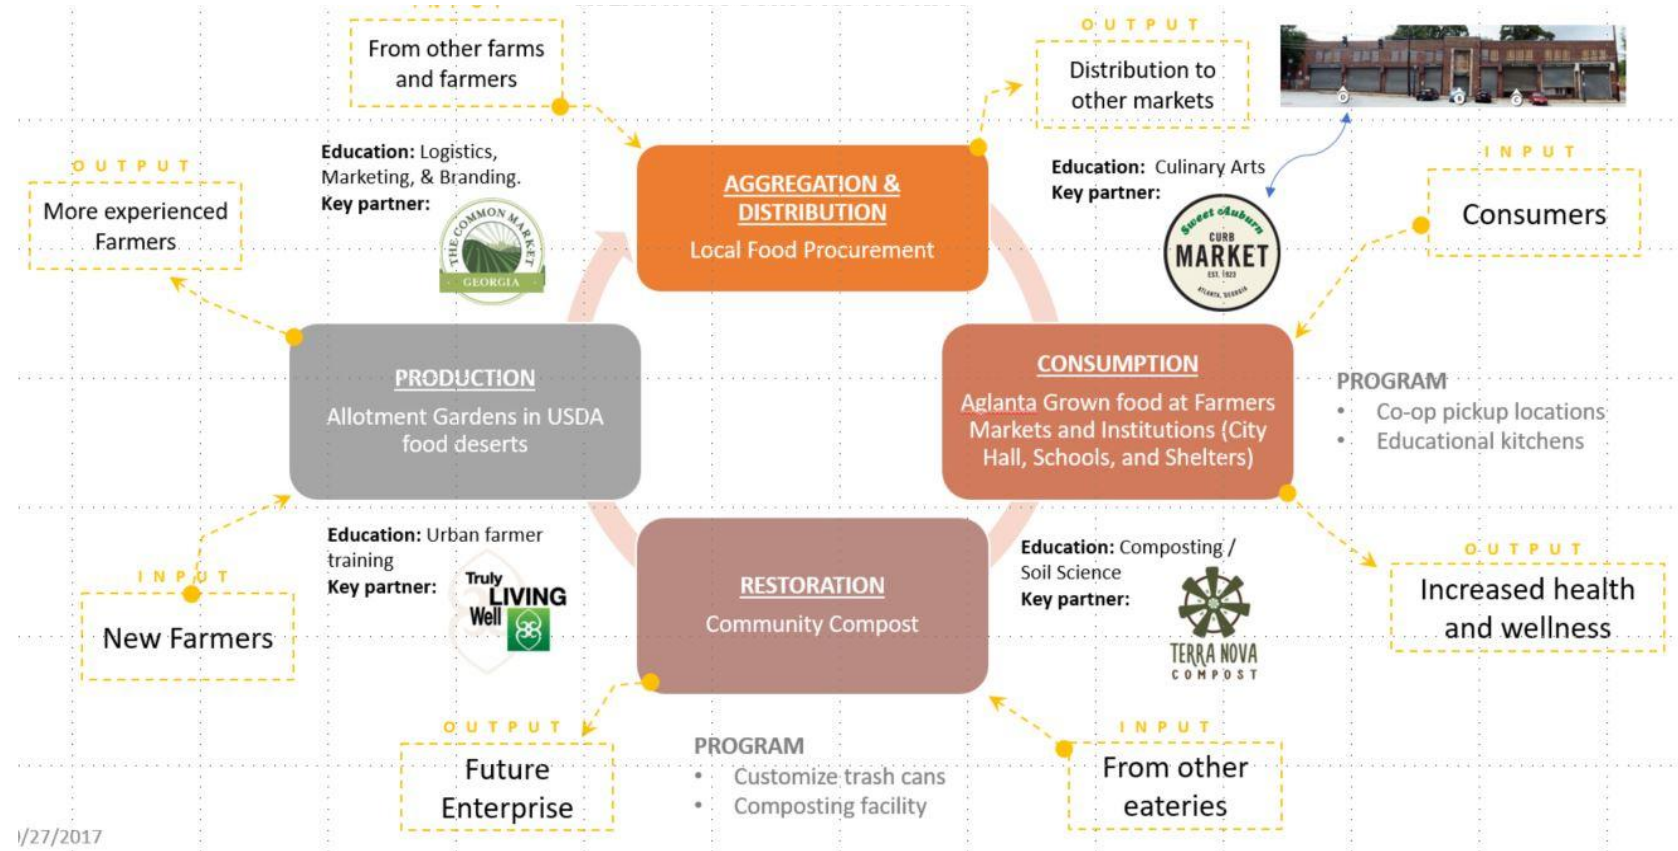 From other farms
and farmers
OUTPUT
Distribution to
other markets
INPUT
Consumers
OUTPUT
More experienced
Farmers
Education: Logistics,
Marketing, & Branding.
Key partner:
THE COMMON MARKET
GEORGIA
AGGREGATION &
DISTRIBUTION
Local Food Procurement
Education: Culinary Arts
Key partner:
Sweet Auburn
CURB
MARKET
EST. 1923
ATLANTA, GEORGIA
PRODUCTION
Allotment Gardens in USDA
food deserts
CONSUMPTION
Aglanta Grown food at Farmers
Markets and Institutions (City
Hall, Schools, and Shelters)
PROGRAM
• Co-op pickup locations
• Educational kitchens
INPUT
New Farmers
Education: Urban farmer
training
Key partner:
Truly
LIVING
Well
RESTORATION
Community Compost
Education: Composting /
Soil Science
Key partner:
TERRA NOVA
COMPOST
OUTPUT
Increased health
and wellness
OUTPUT
Future
Enterprise
PROGRAM
• Customize trash cans
• Composting facility
INPUT
From other
eateries
/27/2017